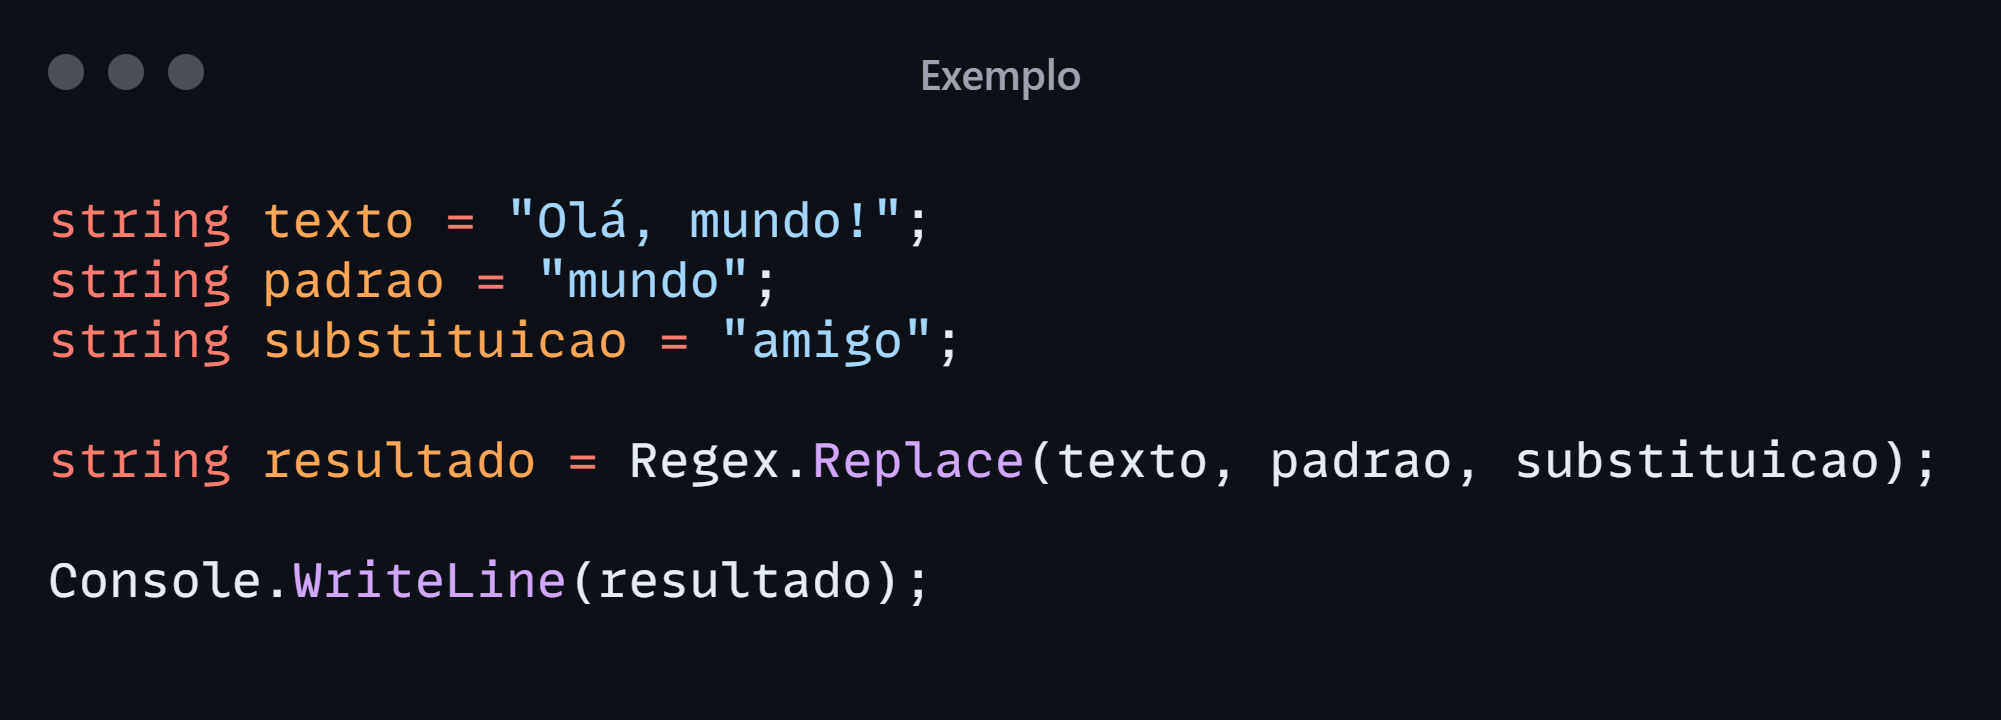 Exemplo
string texto = "Olá, mundo!";
string padrao = "mundo";
string substituicao = "amigo";
string resultado = Regex.Replace(texto, padrao, substituicao);
Console.WriteLine(resultado);